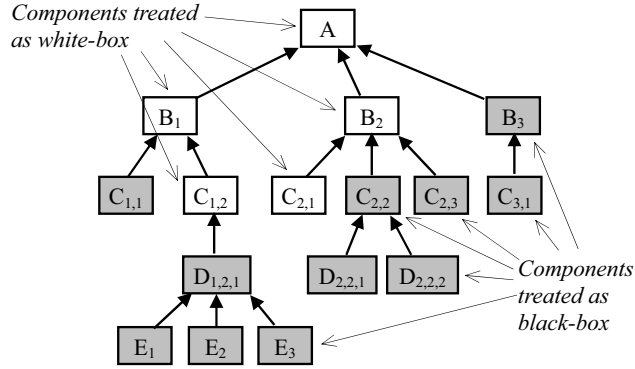 Components treated
as white-box
A
B₁
B₂
B₃
C₁,₁
C₁,₂
C₂,₁
C₂,₂
C₂,₃
C₃,₁
D₁,₂,₁
D₂,₂,₁
D₂,₂,₂
Components
treated as
black-box
E₁
E₂
E₃